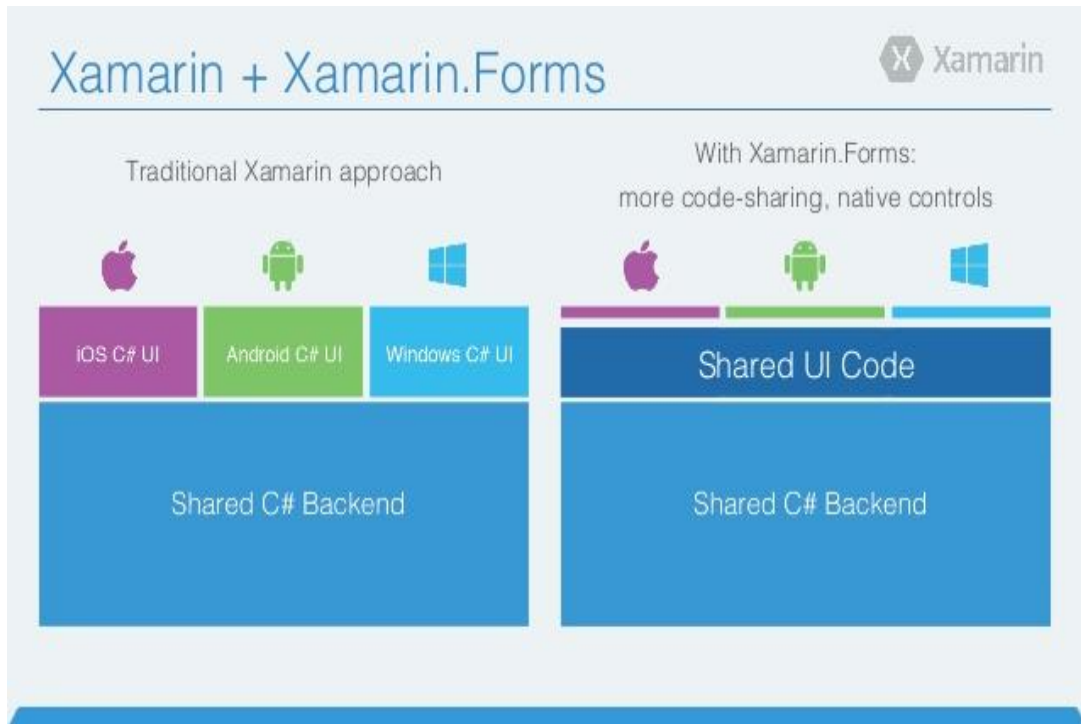 Xamarin + Xamarin.Forms
X Xamarin
Traditional Xamarin approach
With Xamarin.Forms:
more code-sharing, native controls
iOS C# UI
Android C# UI
Windows C# UI
Shared C# Backend
Shared UI Code
Shared C# Backend